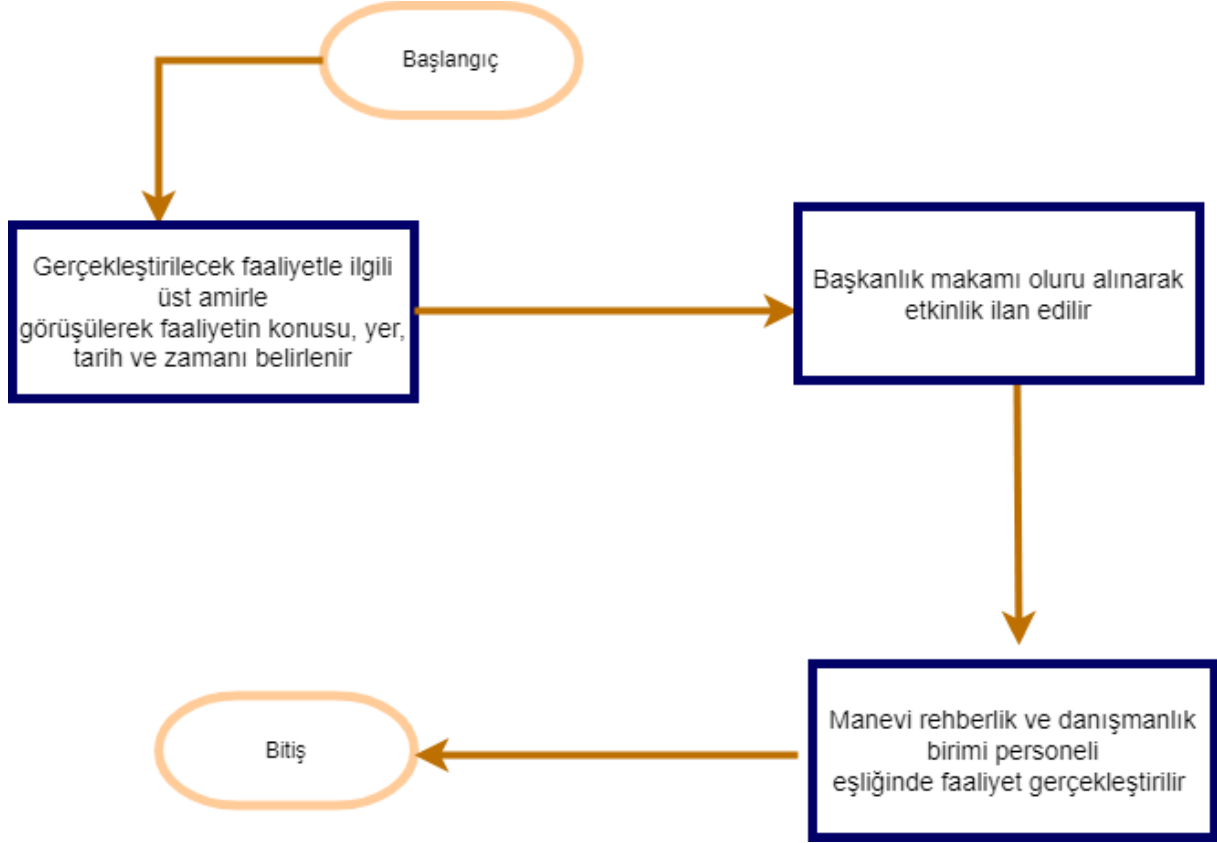 Başlangıç
Gerçekleştirilecek faaliyetle ilgili
üst amirle
görüşülerek faaliyetin konusu, yer,
tarih ve zamanı belirlenir
Başkanlık makamı oluru alınarak
etkinlik ilan edilir
Manevi rehberlik ve danışmanlık
birimi personeli
eşliğinde faaliyet gerçekleştirilir
Bitiş